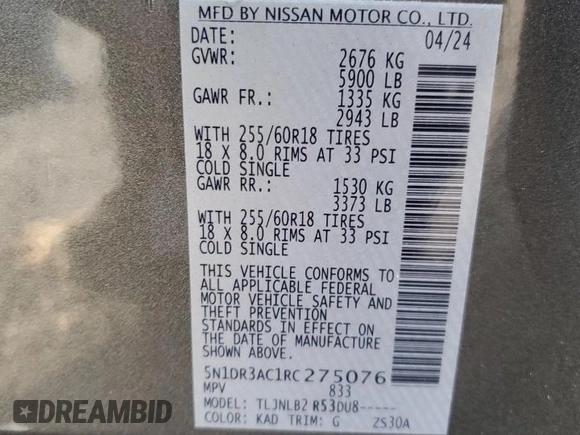 MFD BY NISSAN MOTOR CO., LTD.
DATE: 04/24
GVWR: 2676 KG
5900 LB
GAWR FR.: 1335 KG
2943 LB
WITH 255/60R18 TIRES
18 X 8.0 RIMS AT 33 PSI
COLD SINGLE
GAWR RR.: 1530 KG
3373 LB
WITH 255/60R18 TIRES
18 X 8.0 RIMS AT 33 PSI
COLD SINGLE
THIS VEHICLE CONFORMS TO
ALL APPLICABLE FEDERAL
MOTOR VEHICLE SAFETY AND
THEFT PREVENTION
STANDARDS IN EFFECT ON
THE DATE OF MANUFACTURE
SHOWN ABOVE.
5N1DR3AC1RC275076
MPV 833
MODEL: TLJNLB2 R53DU8-----
COLOR: KAD TRIM: G ZS30A
DREAMBID